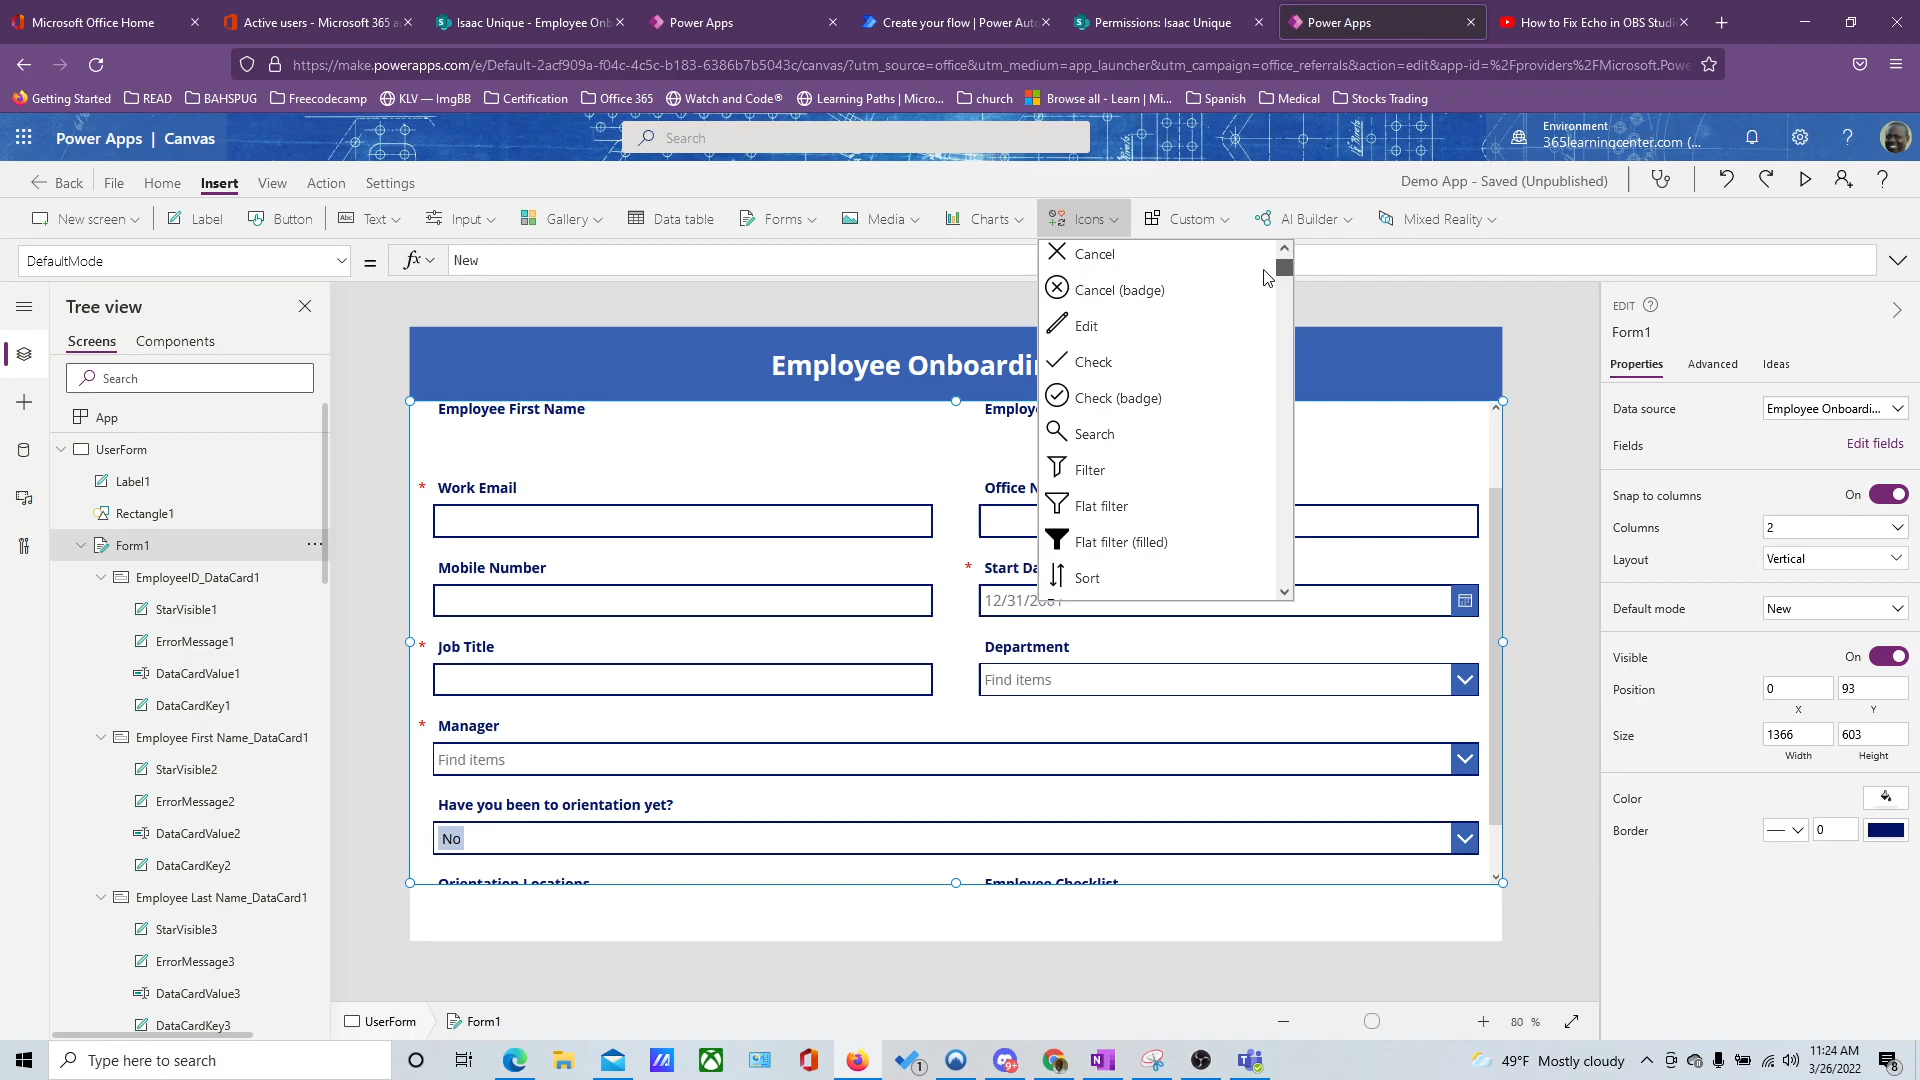 Microsoft Office Home
Active users - Microsoft 365 a
Isaac Unique - Employee Onb
Power Apps
Create your flow | Power Auto
Permissions: Isaac Unique
Power Apps
How to Fix Echo in OBS Studi
https://make.powerapps.com/e/Default-2acf909a-f04c-4c5c-b183-6386b7b5043c/canvas/?utm_source=office&utm_medium=app_launcher&utm_campaign=office_referrals&action=edit&app-id=%2Fproviders%2FMicrosoft.Powe
Getting Started
READ
BAHSPUG
Freecodecamp
KLV — ImgBB
Certification
Office 365
Watch and Code®
Learning Paths | Micro...
church
Browse all - Learn | Mi...
Spanish
Medical
Stocks Trading
Power Apps | Canvas
Search
Environment
365learningcenter.com (...
Back
File
Home
Insert
View
Action
Settings
Demo App - Saved (Unpublished)
New screen
Label
Button
Text
Input
Gallery
Data table
Forms
Media
Charts
Icons
Custom
AI Builder
Mixed Reality
DefaultMode
=
fx
New
Cancel
Cancel (badge)
Edit
Check
Check (badge)
Search
Filter
Flat filter
Flat filter (filled)
Sort
Tree view
Screens
Components
Search
App
UserForm
Label1
Rectangle1
Form1
EmployeeID_DataCard1
StarVisible1
ErrorMessage1
DataCardValue1
DataCardKey1
Employee First Name_DataCard1
StarVisible2
ErrorMessage2
DataCardValue2
DataCardKey2
Employee Last Name_DataCard1
StarVisible3
ErrorMessage3
DataCardValue3
DataCardKey3
Employee Onboardi
Employee First Name
Employ
* Work Email
Office N
Mobile Number
* Start Da
12/31/2001
* Job Title
Department
Find items
* Manager
Find items
Have you been to orientation yet?
No
Orientation Locations
Employee Checklist
UserForm
Form1
80 %
EDIT
Form1
Properties
Advanced
Ideas
Data source
Employee Onboardi...
Fields
Edit fields
Snap to columns
On
Columns
2
Layout
Vertical
Default mode
New
Visible
On
Position
0
93
X
Y
Size
1366
603
Width
Height
Color
Border
0
Type here to search
1
9+
49°F Mostly cloudy
11:24 AM
3/26/2022
8